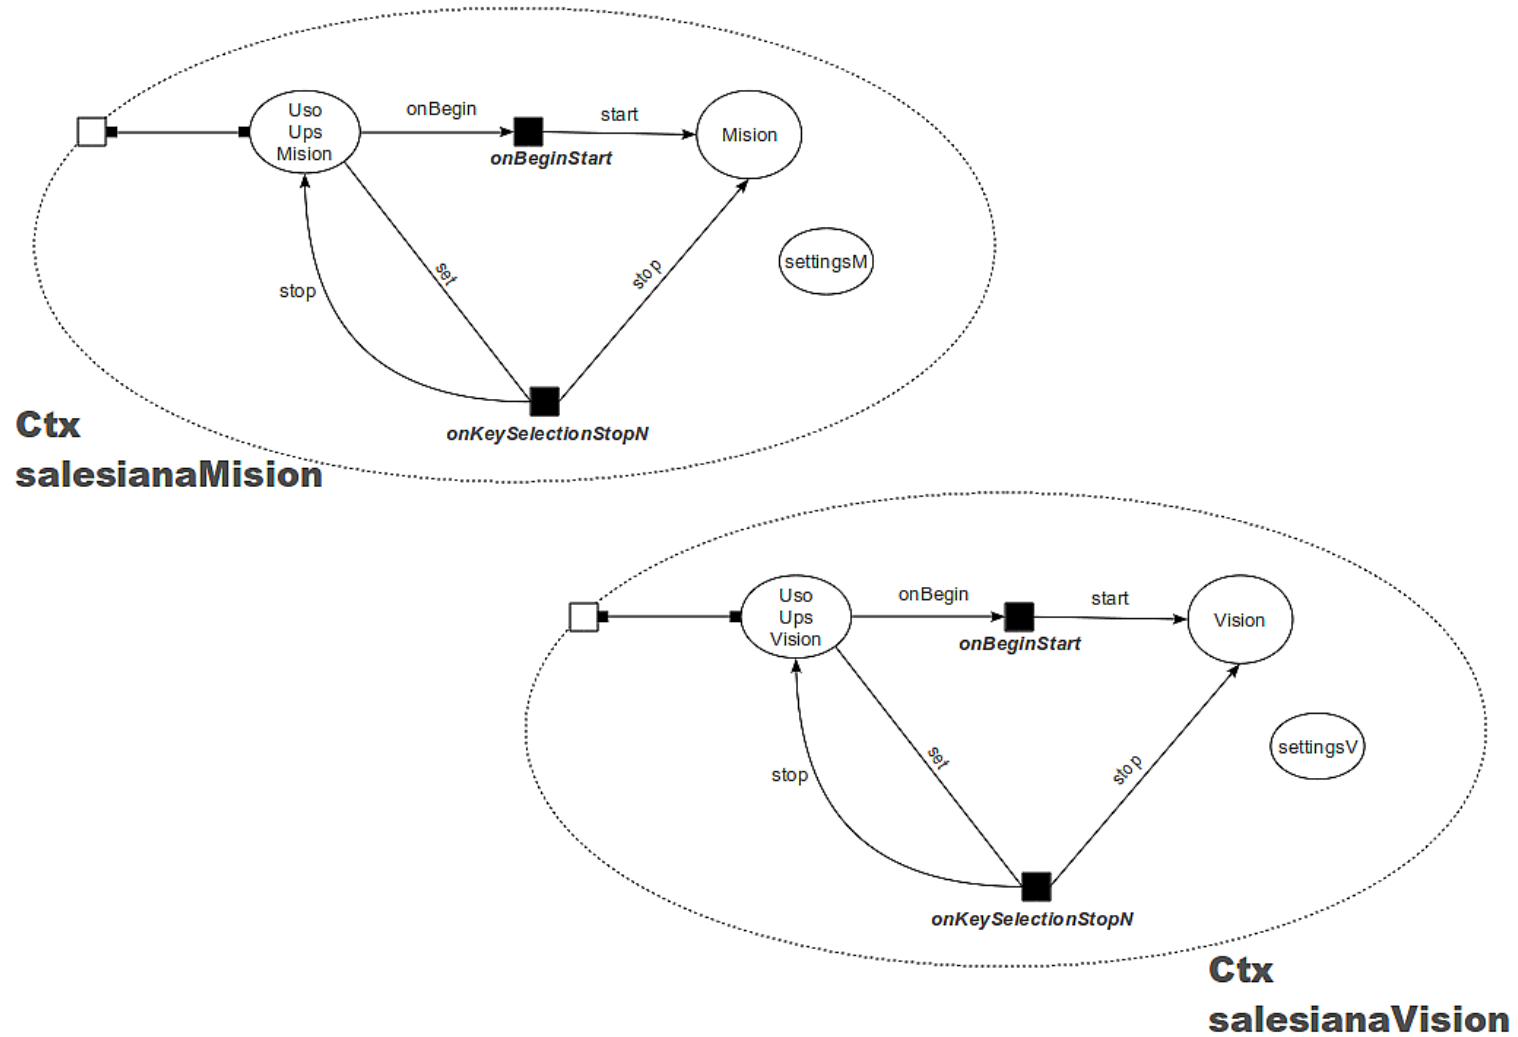 Uso
Ups
Mision
onBegin
onBeginStart
start
Mision
settingsM
set
stop
stop
onKeySelectionStopN
Ctx
salesianaMision
Uso
Ups
Vision
onBegin
onBeginStart
start
Vision
settingsV
set
stop
stop
onKeySelectionStopN
Ctx
salesianaVision